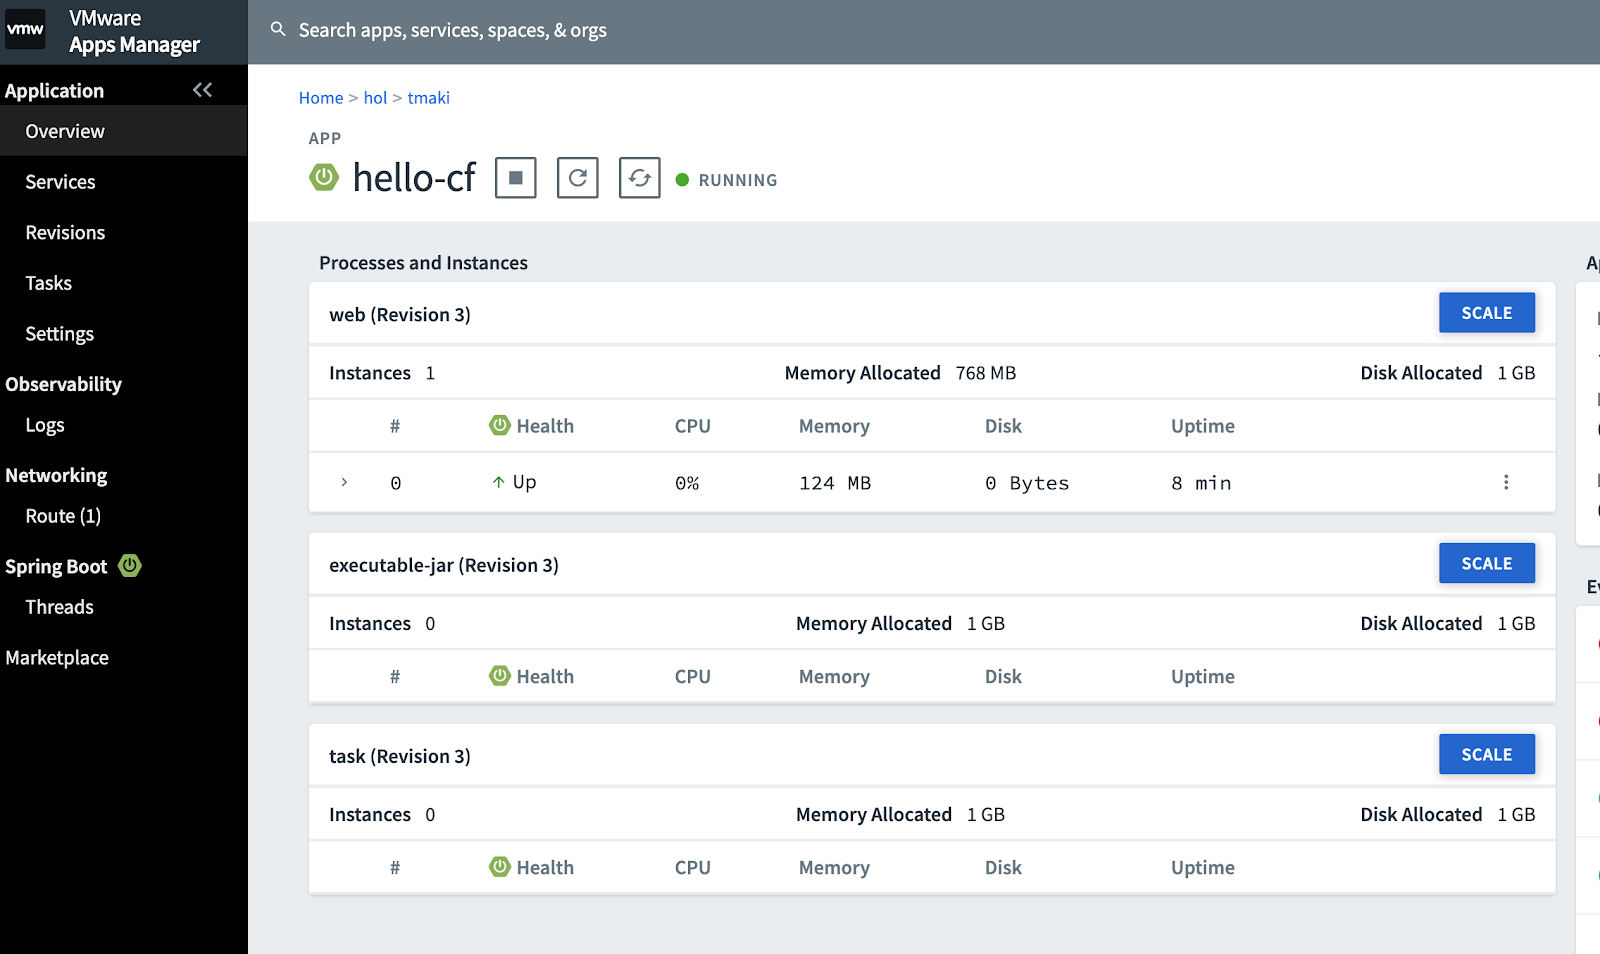 vmw
VMware
Apps Manager
Search apps, services, spaces, & orgs
Application
Overview
Services
Revisions
Tasks
Settings
Observability
Logs
Networking
Route (1)
Spring Boot
Threads
Marketplace
Home > hol > tmaki
APP
hello-cf
RUNNING
Processes and Instances
web (Revision 3)
SCALE
Instances 1 Memory Allocated 768 MB Disk Allocated 1 GB
# Health CPU Memory Disk Uptime
0 Up 0% 124 MB 0 Bytes 8 min
executable-jar (Revision 3)
SCALE
Instances 0 Memory Allocated 1 GB Disk Allocated 1 GB
# Health CPU Memory Disk Uptime
task (Revision 3)
SCALE
Instances 0 Memory Allocated 1 GB Disk Allocated 1 GB
# Health CPU Memory Disk Uptime